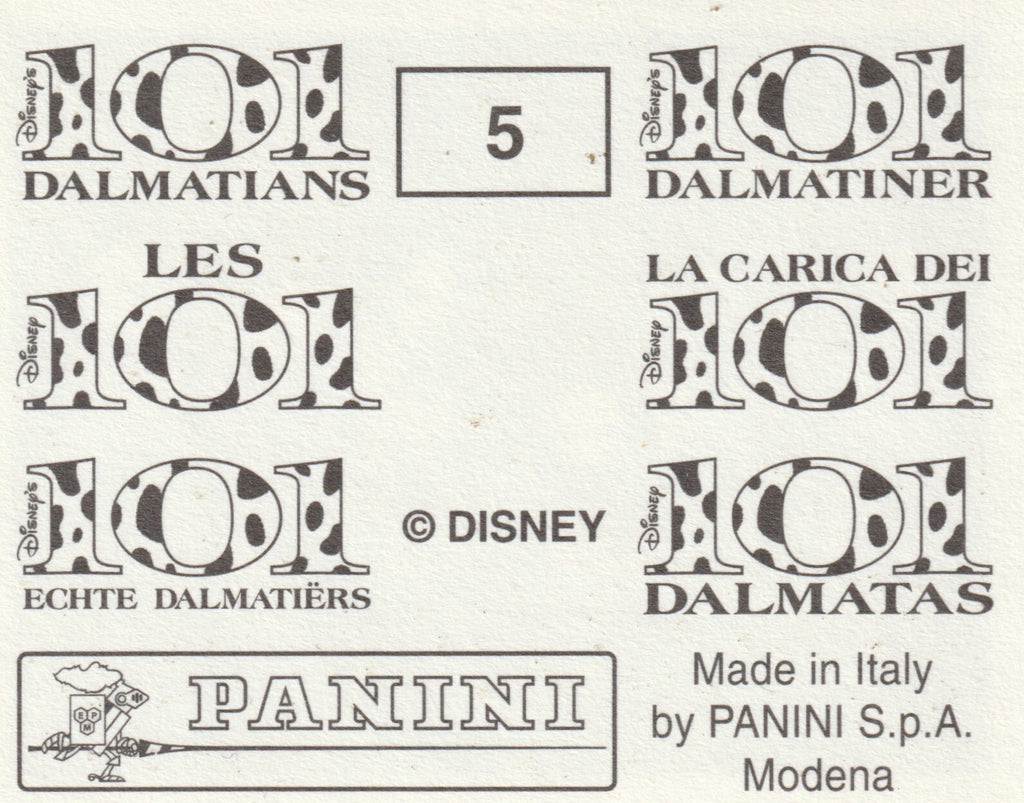 DISNEY'S 101
DALMATIANS
5
DISNEY'S 101
DALMATINER
LES
DISNEY 101
LA CARICA DEI
DISNEY 101
DISNEY'S 101
ECHTE DALMATIËRS
© DISNEY
DISNEY 101
DALMATAS
E P
M
PANINI
Made in Italy
by PANINI S.p.A.
Modena